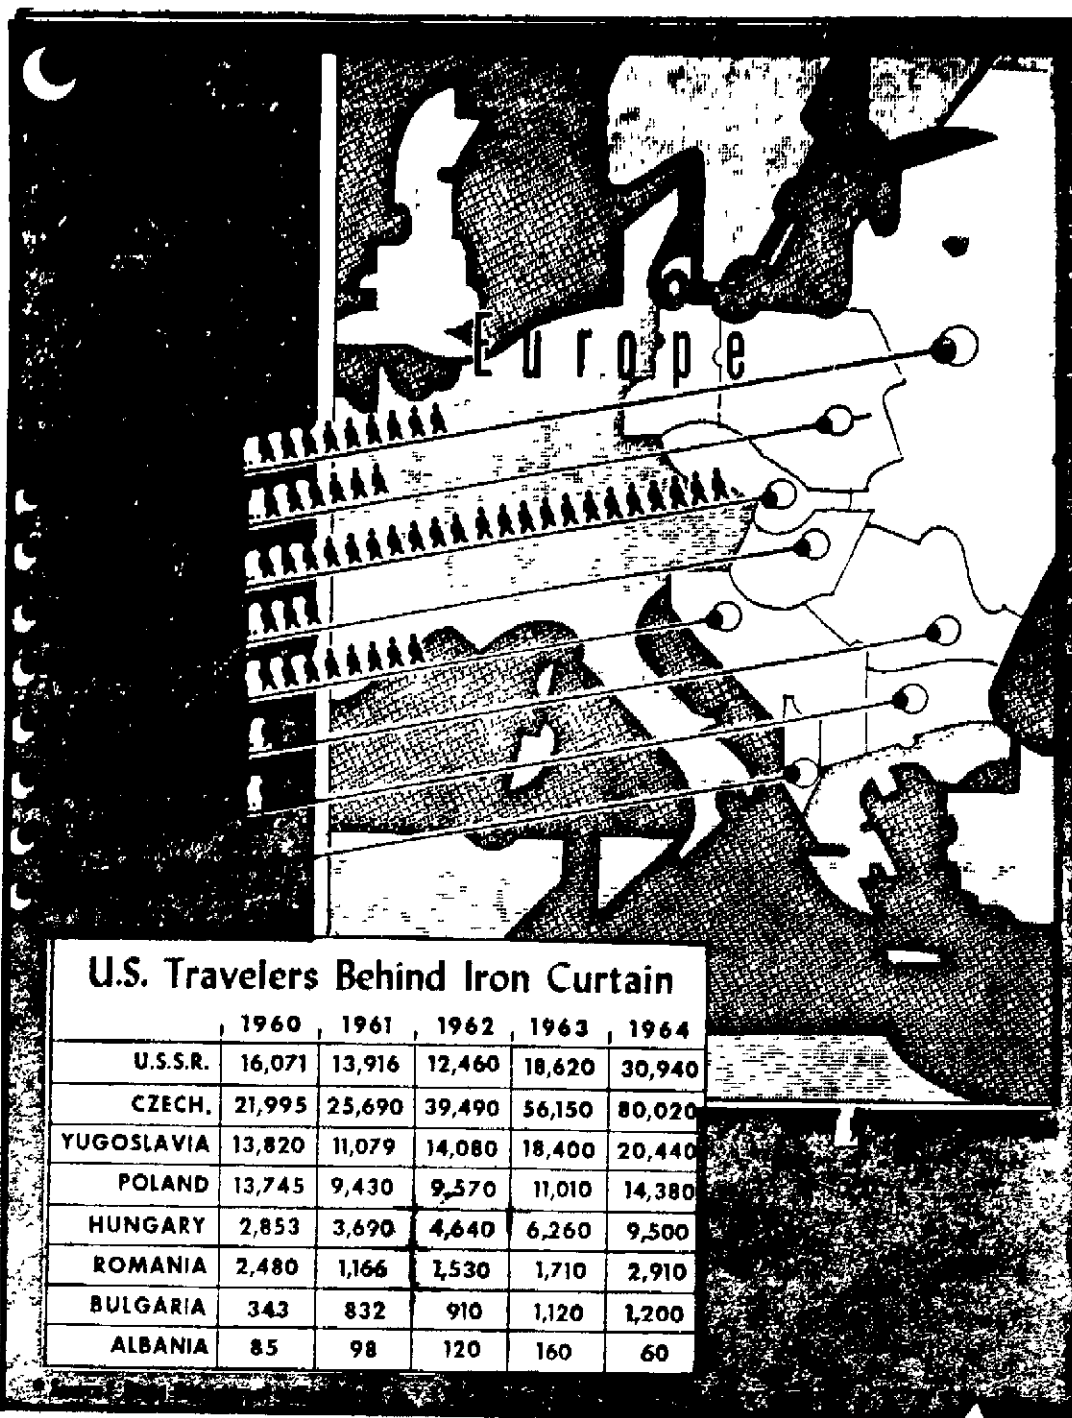 Europe
U.S. Travelers Behind Iron Curtain
1960 1961 1962 1963 1964
U.S.S.R. 16,071 13,916 12,460 18,620 30,940
CZECH. 21,995 25,690 39,490 56,150 80,020
YUGOSLAVIA 13,820 11,079 14,080 18,400 20,440
POLAND 13,745 9,430 9,570 11,010 14,380
HUNGARY 2,853 3,690 4,640 6,260 9,500
ROMANIA 2,480 1,166 1,530 1,710 2,910
BULGARIA 343 832 910 1,120 1,200
ALBANIA 85 98 120 160 60